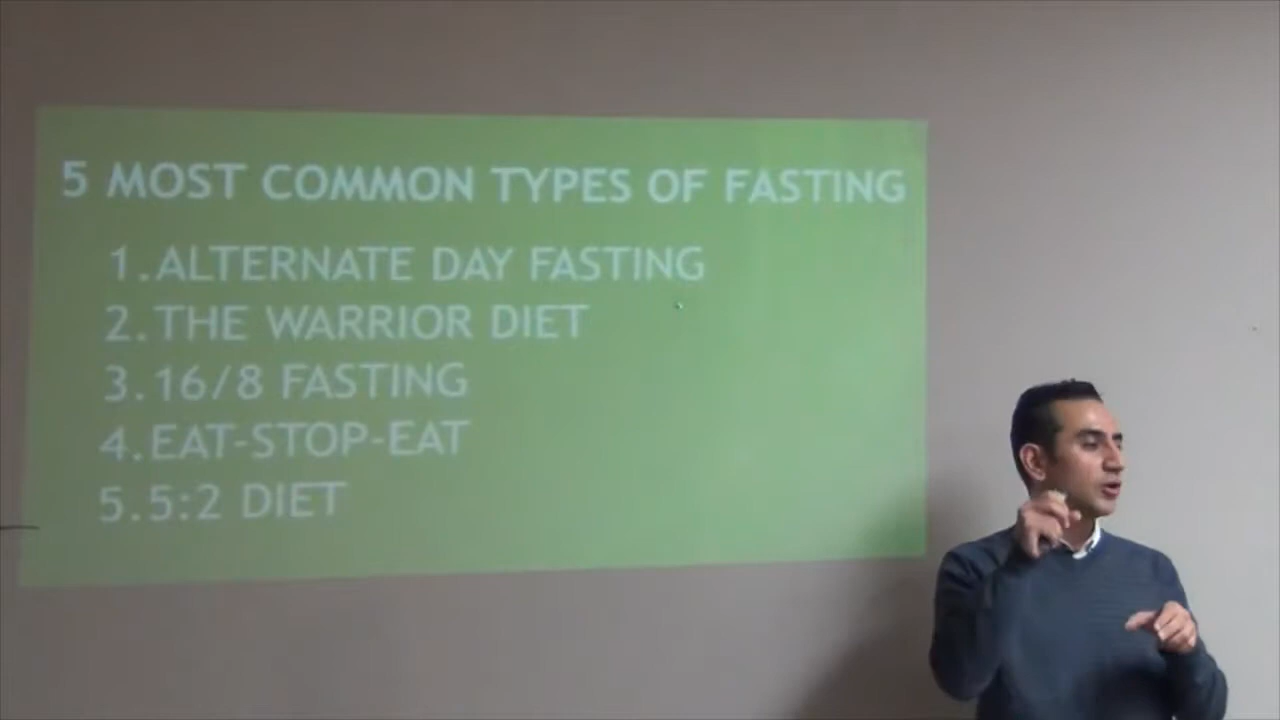 5 MOST COMMON TYPES OF FASTING
1.ALTERNATE DAY FASTING
2.THE WARRIOR DIET
3.16/8 FASTING
4.EAT-STOP-EAT
5.5:2 DIET